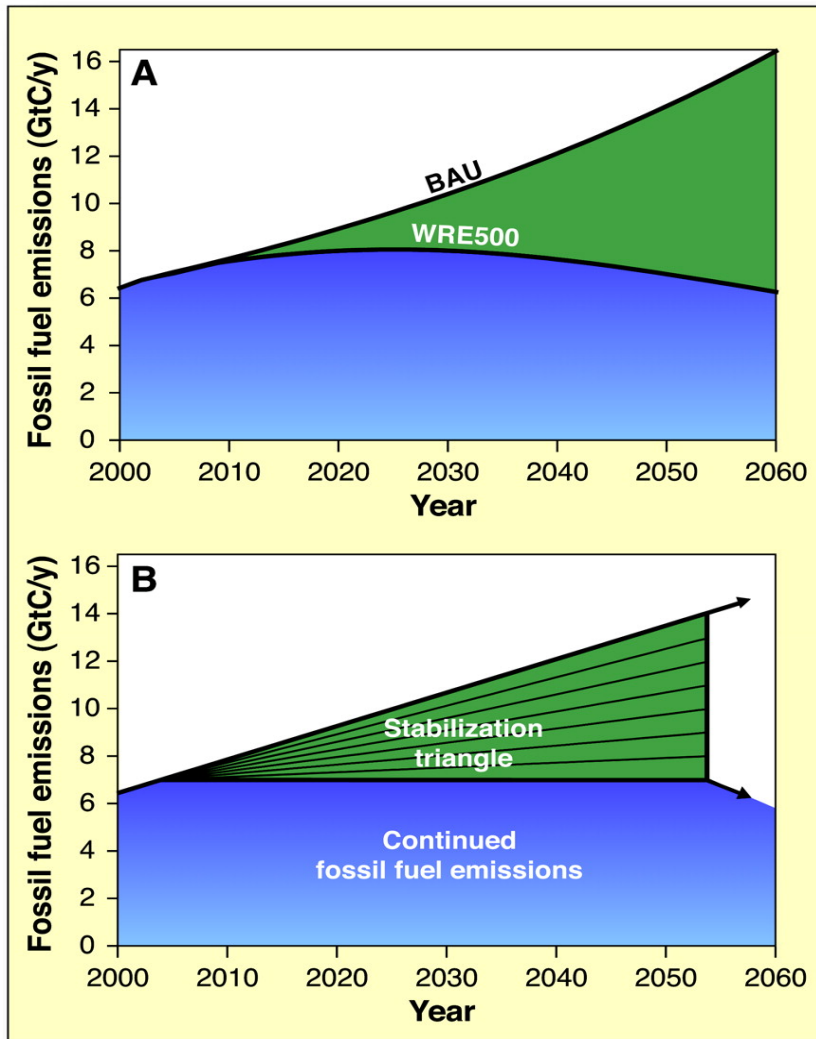 A
Fossil fuel emissions (GtC/y)
16
14
12
10
8
6
4
2
0
BAU
WRE500
2000 2010 2020 2030 2040 2050 2060
Year
B
Fossil fuel emissions (GtC/y)
16
14
12
10
8
6
4
2
0
Stabilization
triangle
Continued
fossil fuel emissions
2000 2010 2020 2030 2040 2050 2060
Year